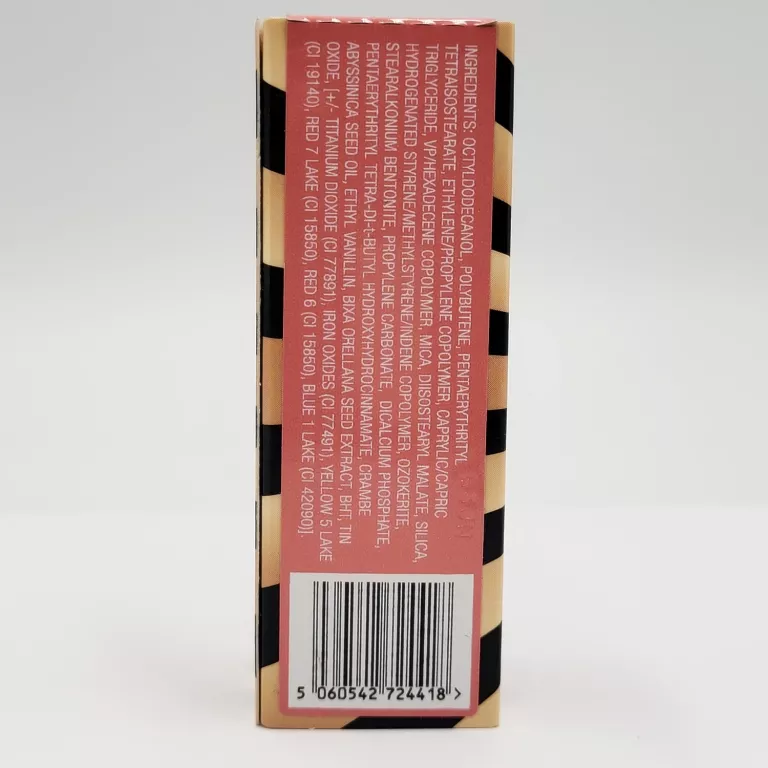 INGREDIENTS: OCTYLDODECANOL, POLYBUTENE, PENTAERYTHRITYL
TETRAISOSTEARATE, ETHYLENE/PROPYLENE COPOLYMER, CAPRYLIC/CAPRIC
TRIGLYCERIDE, VP/HEXADECENE COPOLYMER, MICA, DIISOSTEARYL MALATE, SILICA,
HYDROGENATED STYRENE/METHYLSTYRENE/INDENE COPOLYMER, OZOKERITE,
STEARALKONIUM BENTONITE, PROPYLENE CARBONATE, DICALCIUM PHOSPHATE,
PENTAERYTHRITYL TETRA-DI-t-BUTYL HYDROXYHYDROCINNAMATE, CRAMBE
ABYSSINICA SEED OIL, ETHYL VANILLIN, BIXA ORELLANA SEED EXTRACT, BHT, TIN
OXIDE, [+/- TITANIUM DIOXIDE (CI 77891), IRON OXIDES (CI 77491), YELLOW 5 LAKE
(CI 19140), RED 7 LAKE (CI 15850), RED 6 (CI 15850), BLUE 1 LAKE (CI 42090)].
5 060542 724418 >